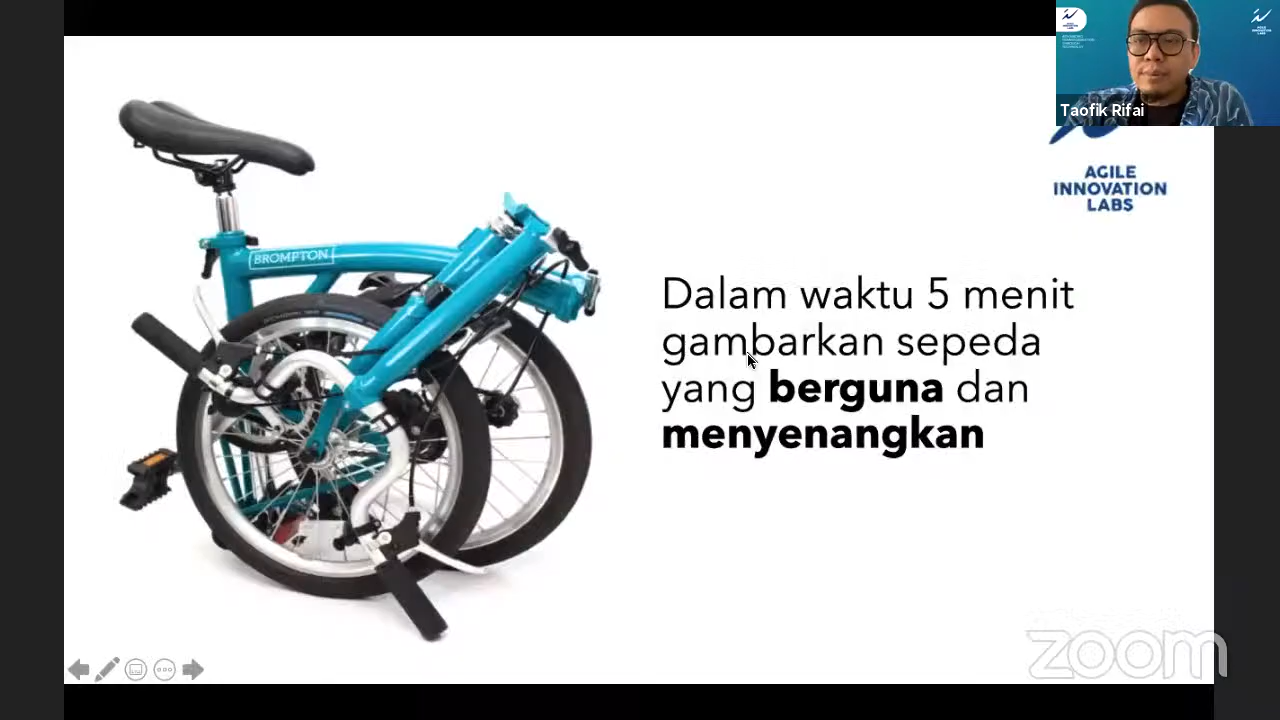 Taofik Rifai
AGILE
INNOVATION
LABS
BROMPTON
Dalam waktu 5 menit
gambarkan sepeda
yang berguna dan
menyenangkan
zoom